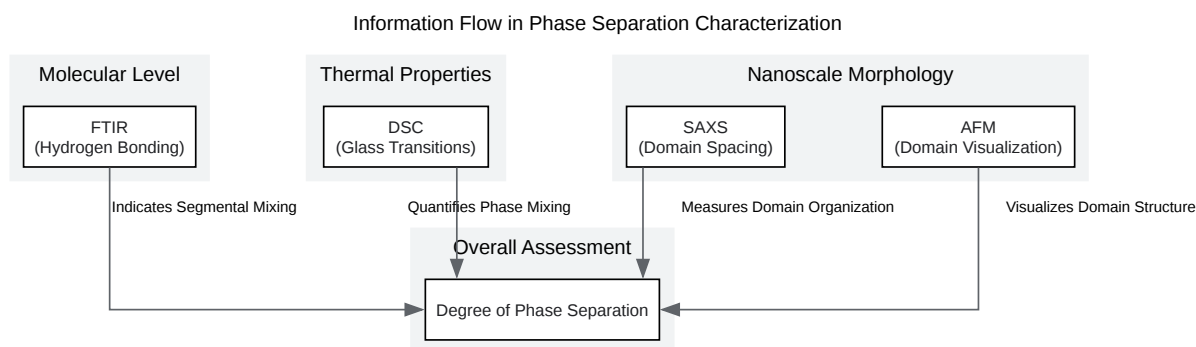 Information Flow in Phase Separation Characterization
Molecular Level
Thermal Properties
Nanoscale Morphology
FTIR
(Hydrogen Bonding)
DSC
(Glass Transitions)
SAXS
(Domain Spacing)
AFM
(Domain Visualization)
Indicates Segmental Mixing
Quantifies Phase Mixing
Measures Domain Organization
Visualizes Domain Structure
Overall Assessment
Degree of Phase Separation